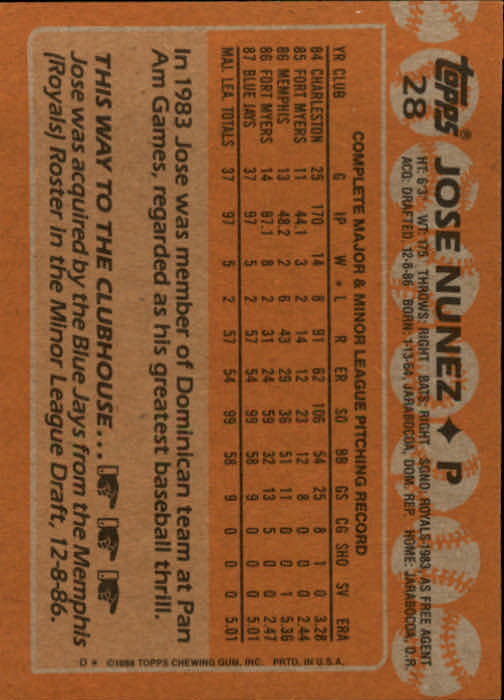 topps® JOSE NUNEZ ♦ P
28
HT: 6'3" WT: 175 THROWS: RIGHT BATS: RIGHT SGND: ROYALS-1983, AS FREE AGENT
ACQ: DRAFTED, 12-8-86 BORN: 1-13-64, JARABOCOA, DOM. REP. HOME: JARABOCOA, D.R.
COMPLETE MAJOR & MINOR LEAGUE PITCHING RECORD
YR CLUB G IP W • L R ER SO BB GS CG SHO SV ERA
84 CHARLESTON 25 170 14 8 91 62 106 54 25 8 1 0 3.28
85 FORT MYERS 11 44.1 3 2 14 12 23 12 8 0 0 0 2.44
86 MEMPHIS 13 48.2 2 6 43 29 36 51 11 0 0 1 5.36
86 FORT MYERS 14 87.1 8 2 31 24 59 32 13 5 0 0 2.47
87 BLUE JAYS 37 97 5 2 57 54 99 58 9 0 0 0 5.01
MAJ. LEA. TOTALS 37 97 5 2 57 54 99 58 9 0 0 0 5.01
In 1983 Jose was member of Dominican team at Pan
Am Games, regarded as his greatest baseball thrill.
THIS WAY TO THE CLUBHOUSE...
Jose was acquired by the Blue Jays from the Memphis
(Royals) Roster in the Minor League Draft, 12-8-86.
D * ©1988 TOPPS CHEWING GUM, INC. PRTD. IN U.S.A.